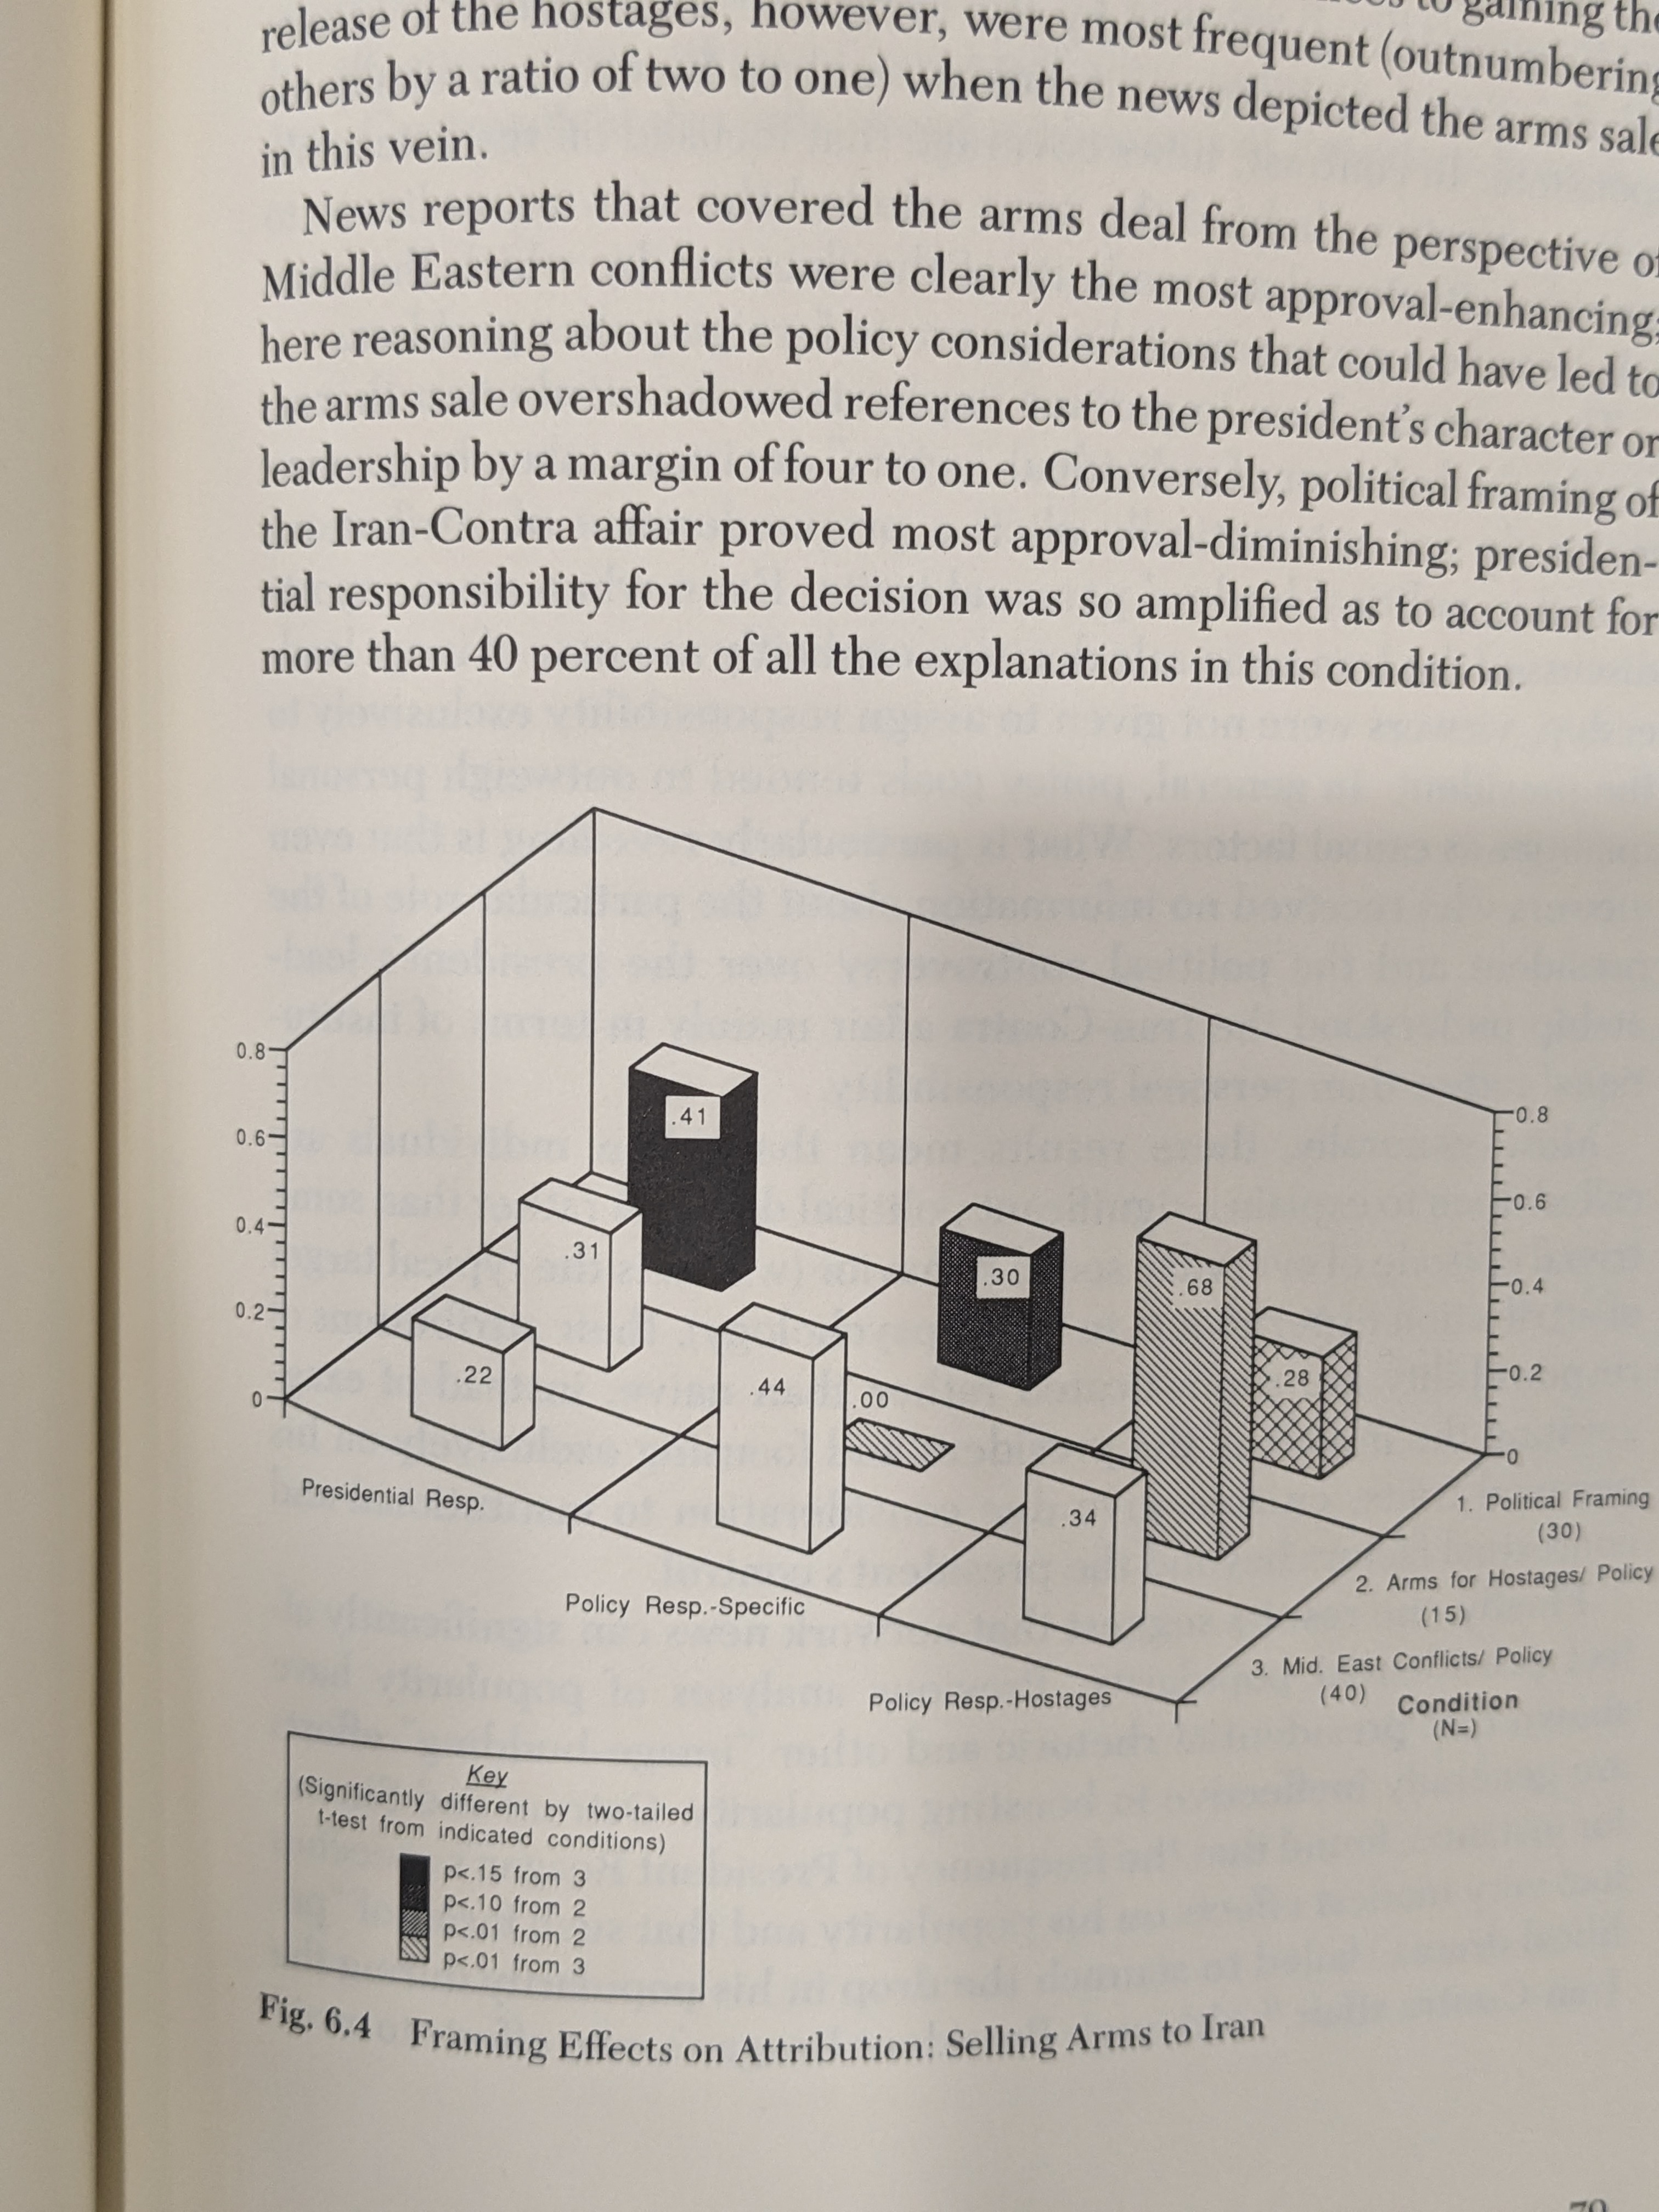 to gaining the
release of the hostages, however, were most frequent (outnumbering
others by a ratio of two to one) when the news depicted the arms sale
in this vein.
News reports that covered the arms deal from the perspective of
Middle Eastern conflicts were clearly the most approval-enhancing;
here reasoning about the policy considerations that could have led to
the arms sale overshadowed references to the president's character or
leadership by a margin of four to one. Conversely, political framing of
the Iran-Contra affair proved most approval-diminishing; presiden-
tial responsibility for the decision was so amplified as to account for
more than 40 percent of all the explanations in this condition.
0.8
0.6
0.4
0.2
0
.41
.31
.22
.30
.44
.00
.68
.28
.34
0.8
0.6
0.4
0.2
0
Presidential Resp.
Policy Resp.-Specific
Policy Resp.-Hostages
1. Political Framing
(30)
2. Arms for Hostages/ Policy
(15)
3. Mid. East Conflicts/ Policy
(40)
Condition
(N=)
Key
(Significantly different by two-tailed
t-test from indicated conditions)
p<.15 from 3
p<.10 from 2
p<.01 from 2
p<.01 from 3
Fig. 6.4 Framing Effects on Attribution: Selling Arms to Iran